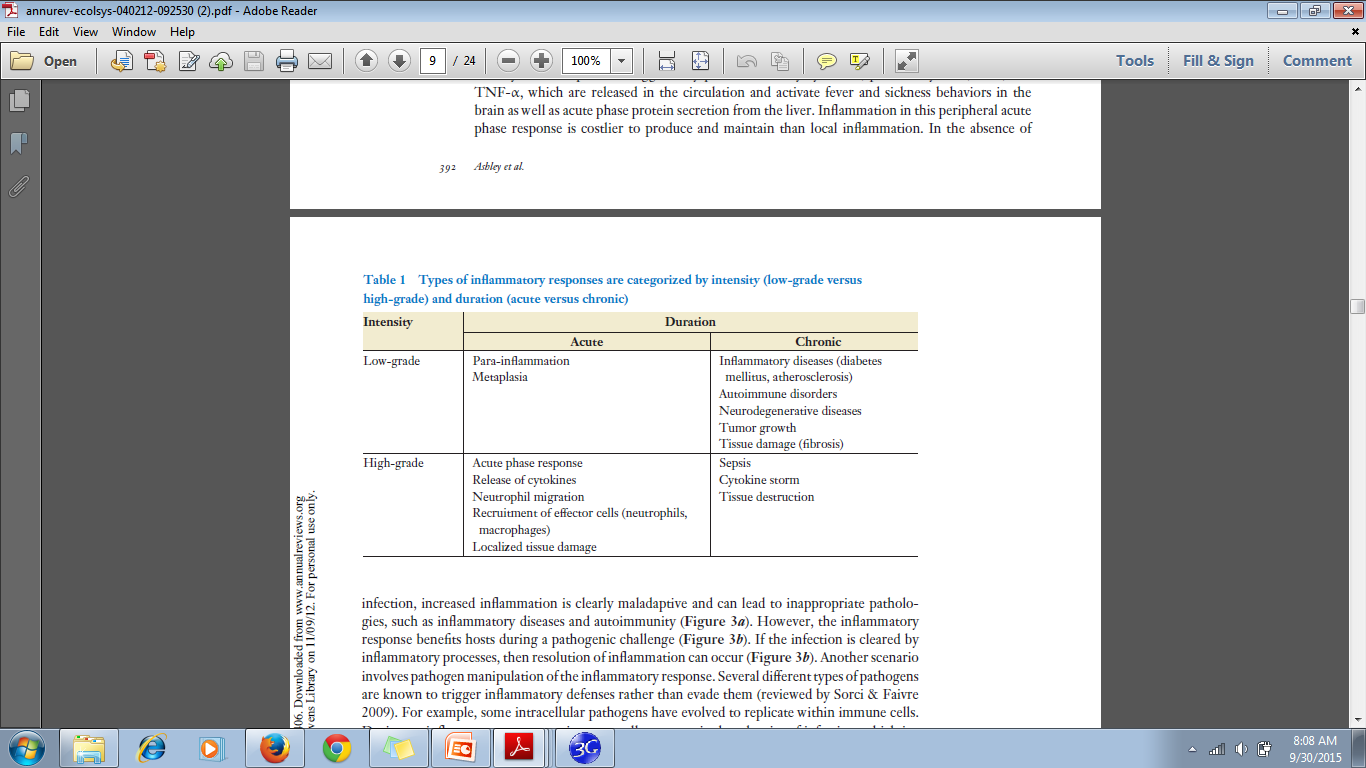 annurev-ecolsys-040212-092530 (2).pdf - Adobe Reader
File Edit View Window Help
Open 9 / 24 100% Tools Fill & Sign Comment
TNF-α, which are released in the circulation and activate fever and sickness behaviors in the
brain as well as acute phase protein secretion from the liver. Inflammation in this peripheral acute
phase response is costlier to produce and maintain than local inflammation. In the absence of
392 Ashley et al.
Table 1 Types of inflammatory responses are categorized by intensity (low-grade versus
high-grade) and duration (acute versus chronic)
Intensity Duration
Acute Chronic
Low-grade Para-inflammation Inflammatory diseases (diabetes
Metaplasia mellitus, atherosclerosis)
Autoimmune disorders
Neurodegenerative diseases
Tumor growth
Tissue damage (fibrosis)
High-grade Acute phase response Sepsis
Release of cytokines Cytokine storm
Neutrophil migration Tissue destruction
Recruitment of effector cells (neutrophils,
macrophages)
Localized tissue damage
06. Downloaded from www.annualreviews.org
vens Library on 11/09/12. For personal use only.
infection, increased inflammation is clearly maladaptive and can lead to inappropriate patholo-
gies, such as inflammatory diseases and autoimmunity (Figure 3a). However, the inflammatory
response benefits hosts during a pathogenic challenge (Figure 3b). If the infection is cleared by
inflammatory processes, then resolution of inflammation can occur (Figure 3b). Another scenario
involves pathogen manipulation of the inflammatory response. Several different types of pathogens
are known to trigger inflammatory defenses rather than evade them (reviewed by Sorci & Faivre
2009). For example, some intracellular pathogens have evolved to replicate within immune cells.
3G
8:08 AM
9/30/2015